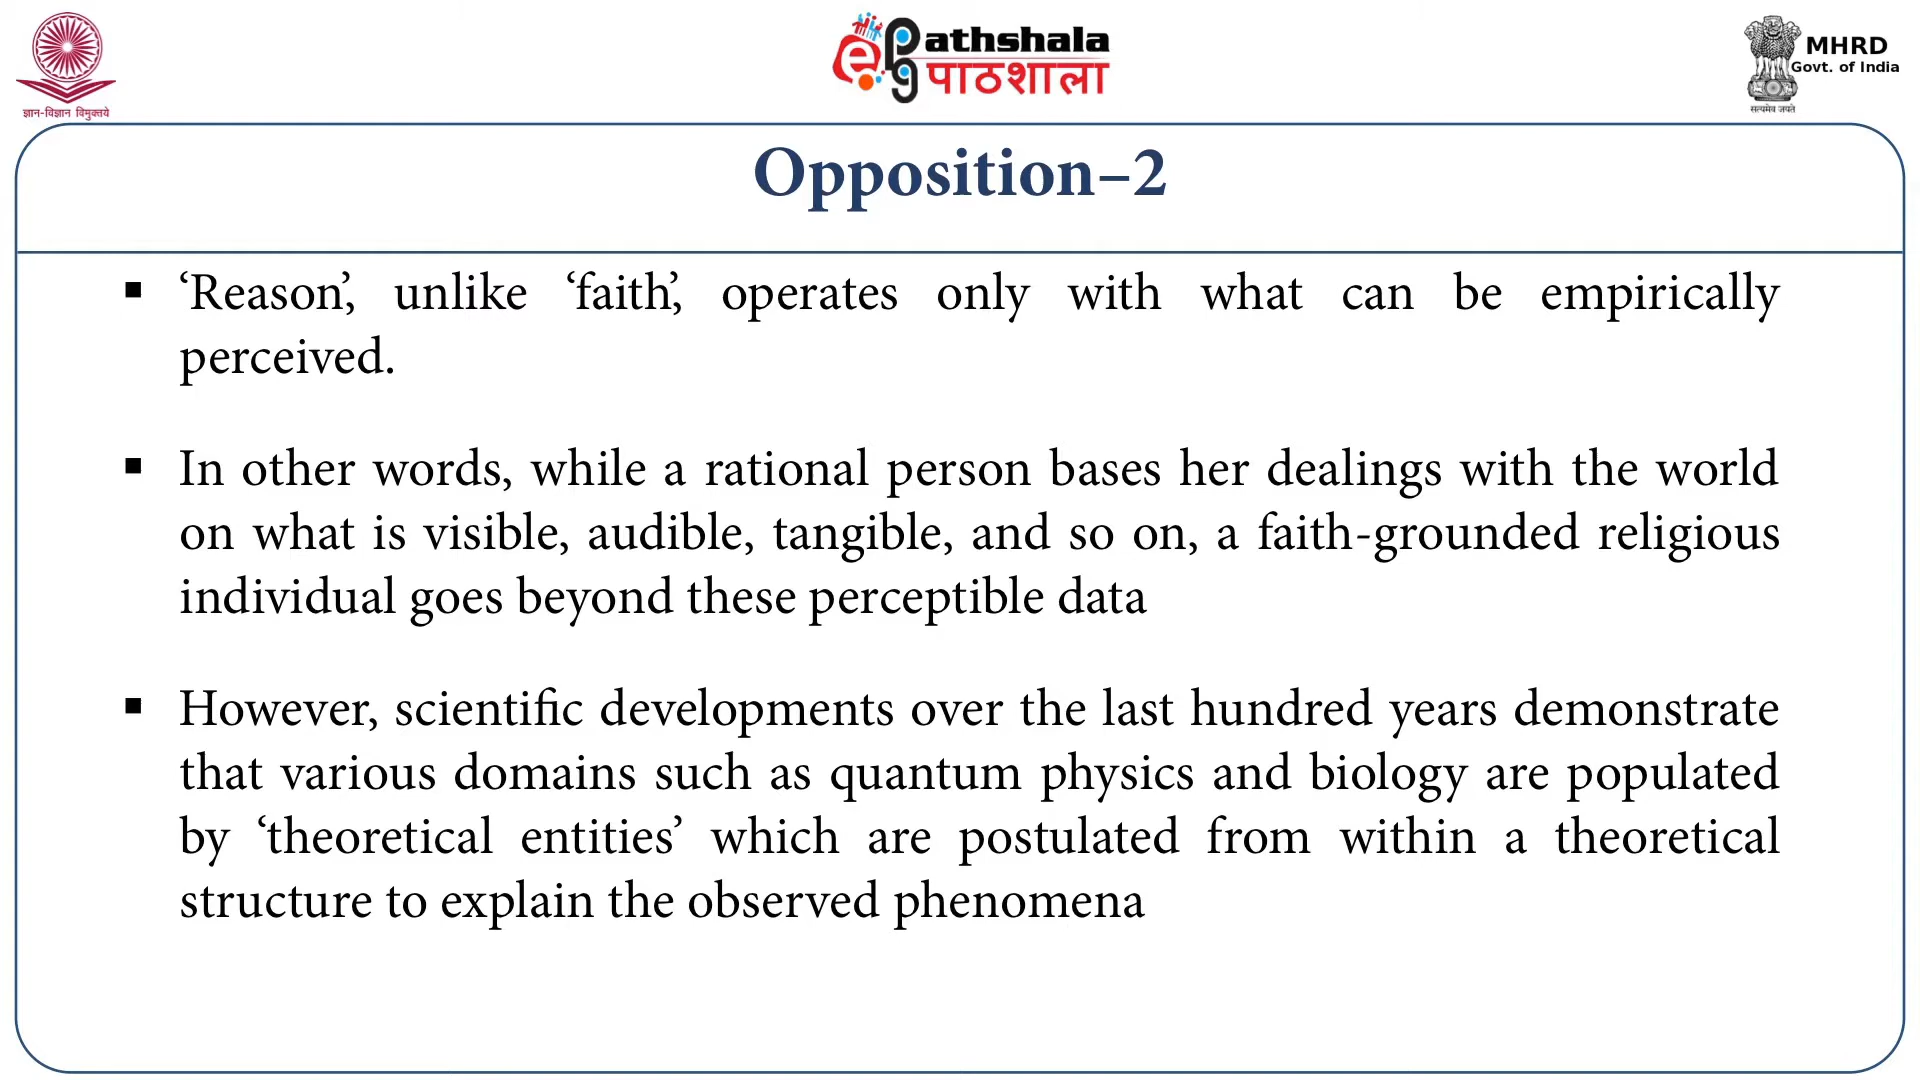 ज्ञान-विज्ञान विमुक्तये
ePathshala
पाठशाला
MHRD
Govt. of India
सत्यमेव जयते
Opposition–2
▪ ‘Reason’, unlike ‘faith’, operates only with what can be empirically
perceived.
▪ In other words, while a rational person bases her dealings with the world
on what is visible, audible, tangible, and so on, a faith-grounded religious
individual goes beyond these perceptible data
▪ However, scientific developments over the last hundred years demonstrate
that various domains such as quantum physics and biology are populated
by ‘theoretical entities’ which are postulated from within a theoretical
structure to explain the observed phenomena